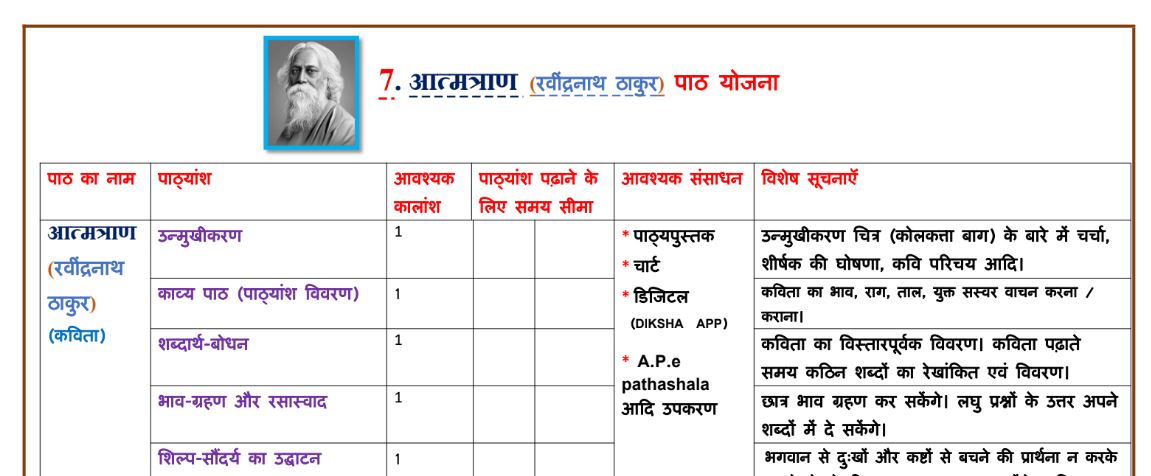 7. आत्मत्राण (रवींद्रनाथ ठाकुर) पाठ योजना
पाठ का नाम
पाठ्यांश
आवश्यक
कालांश
पाठ्यांश पढ़ाने के
लिए समय सीमा
आवश्यक संसाधन
विशेष सूचनाएँ
आत्मत्राण
(रवींद्रनाथ
ठाकुर)
(कविता)
उन्मुखीकरण
1
* पाठ्यपुस्तक
* चार्ट
* डिजिटल
(DIKSHA APP)
* A.P.e
pathashala
आदि उपकरण
उन्मुखीकरण चित्र (कोलकत्ता बाग) के बारे में चर्चा,
शीर्षक की घोषणा, कवि परिचय आदि।
काव्य पाठ (पाठ्यांश विवरण)
1
कविता का भाव, राग, ताल, युक्त सस्वर वाचन करना /
कराना।
शब्दार्थ-बोधन
1
कविता का विस्तारपूर्वक विवरण। कविता पढ़ाते
समय कठिन शब्दों का रेखांकित एवं विवरण।
भाव-ग्रहण और रसास्वाद
1
छात्र भाव ग्रहण कर सकेंगे। लघु प्रश्नों के उत्तर अपने
शब्दों में दे सकेंगे।
शिल्प-सौंदर्य का उद्घाटन
1
भगवान से दुःखों और कष्टों से बचने की प्रार्थना न करके